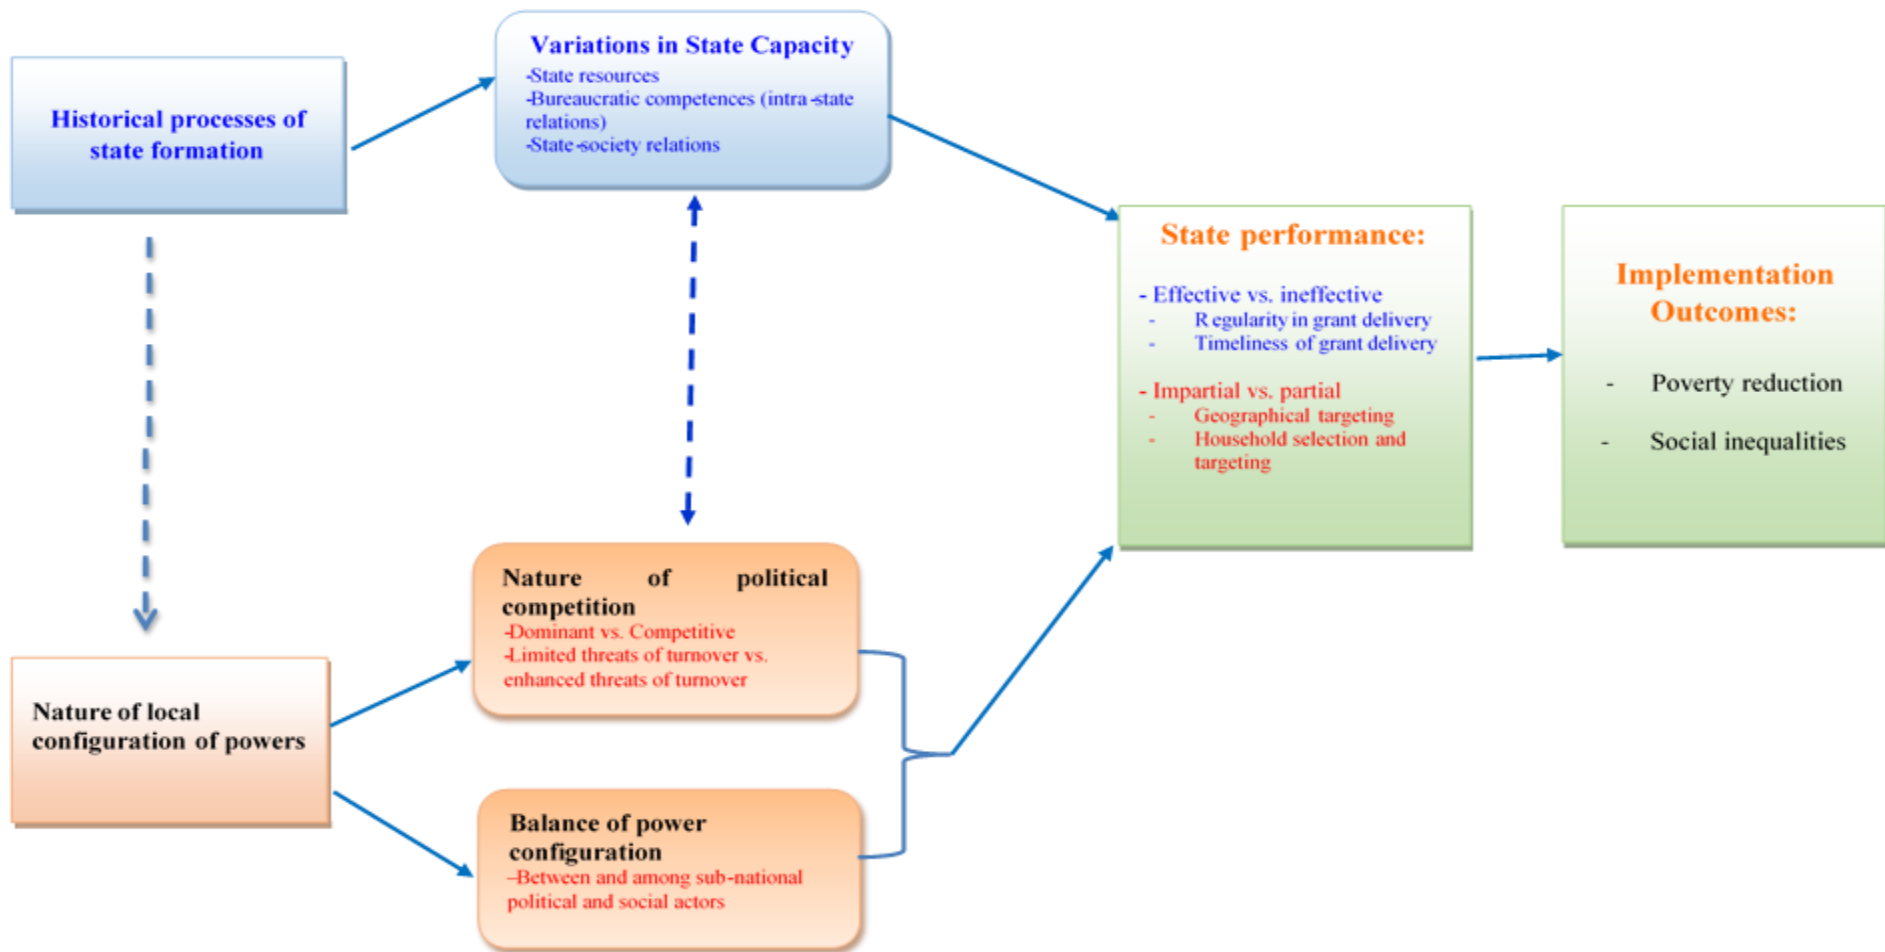 Historical processes of
state formation
Variations in State Capacity
-State resources
-Bureaucratic competences (intra-state
relations)
-State-society relations
State performance:
- Effective vs. ineffective
- R egularity in grant delivery
- Timeliness of grant delivery
- Impartial vs. partial
- Geographical targeting
- Household selection and
targeting
Implementation
Outcomes:
- Poverty reduction
- Social inequalities
Nature of local
configuration of powers
Nature of political
competition
-Dominant vs. Competitive
-Limited threats of turnover vs.
enhanced threats of turnover
Balance of power
configuration
–Between and among sub-national
political and social actors